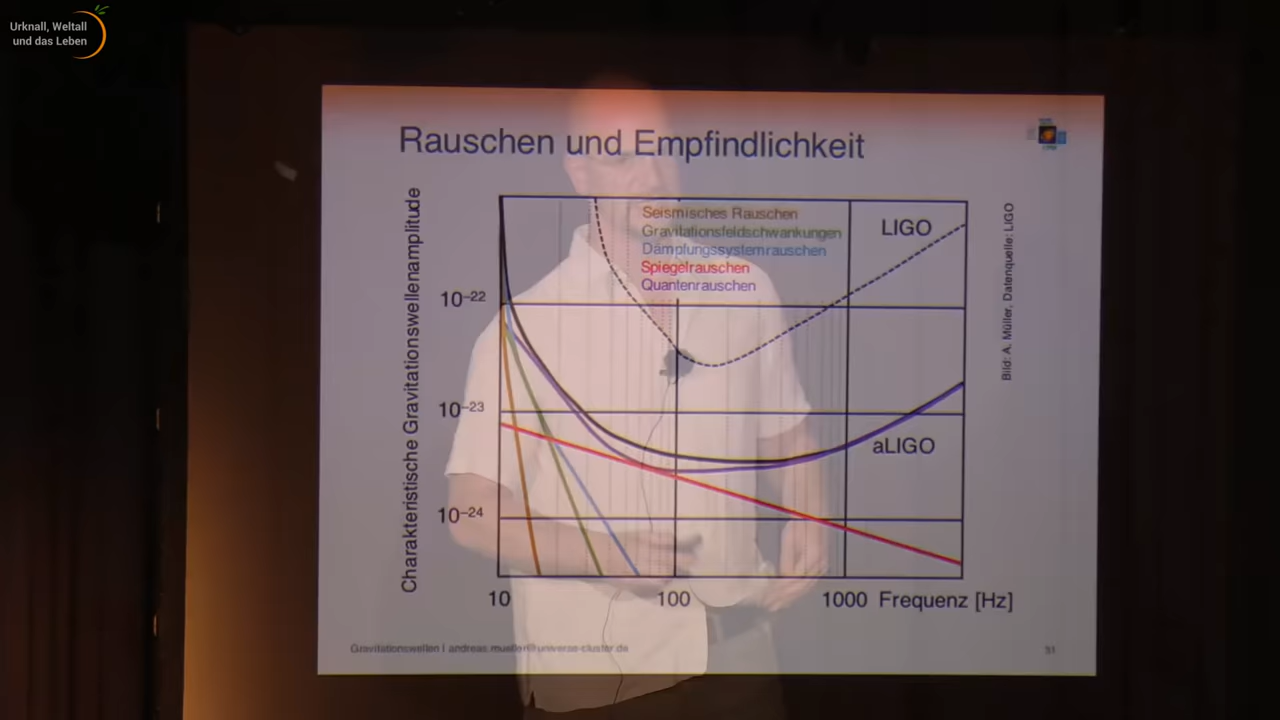 Urknall, Weltall
und das Leben
Rauschen und Empfindlichkeit
Charakteristische Gravitationswellenamplitude
Seismisches Rauschen
Gravitationsfeldschwankungen
Dämpfungssystemrauschen
Spiegelrauschen
Quantenrauschen
LIGO
aLIGO
10–22
10–23
10–24
10
100
1000
Frequenz [Hz]
Bild: A. Müller, Datenquelle: LIGO
Gravitationswellen | andreas.mueller@universe-cluster.de
31